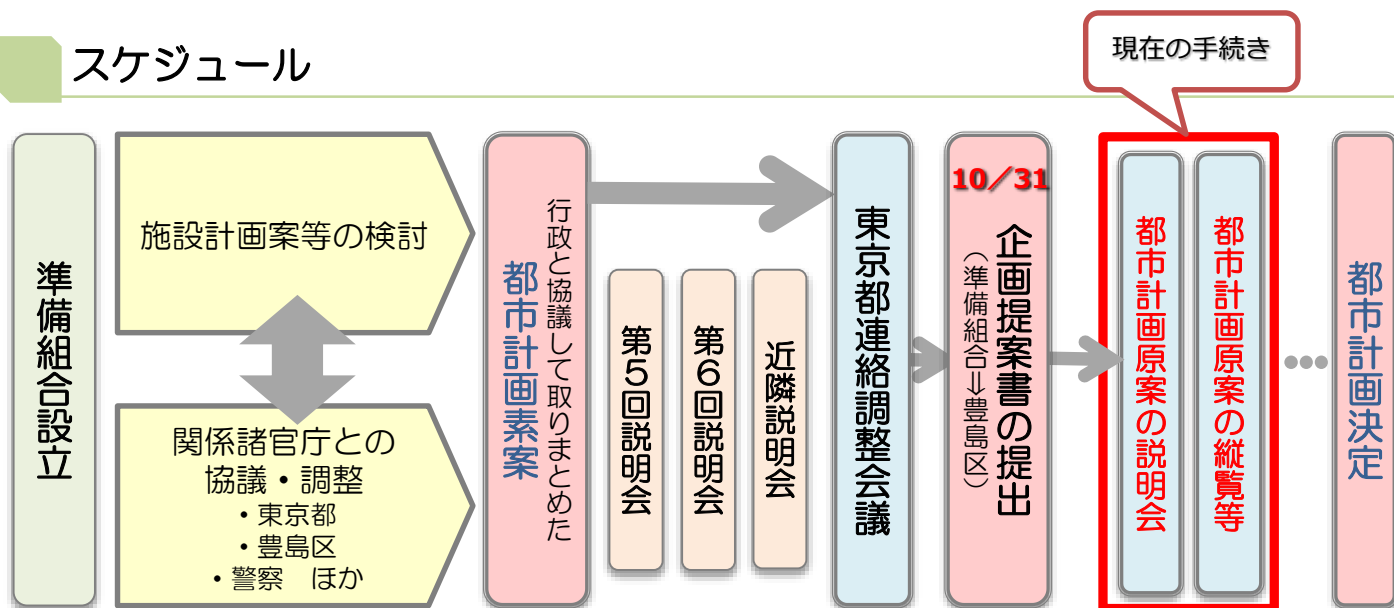 スケジュール
現在の手続き
準備組合設立
施設計画案等の検討
関係諸官庁との
協議・調整
・東京都
・豊島区
・警察　ほか
行政と協議して取りまとめた
都市計画素案
第5回説明会
第6回説明会
近隣説明会
東京都連絡調整会議
10/31
企画提案書の提出
（準備組合⇒豊島区）
都市計画原案の説明会
都市計画原案の縦覧等
都市計画決定